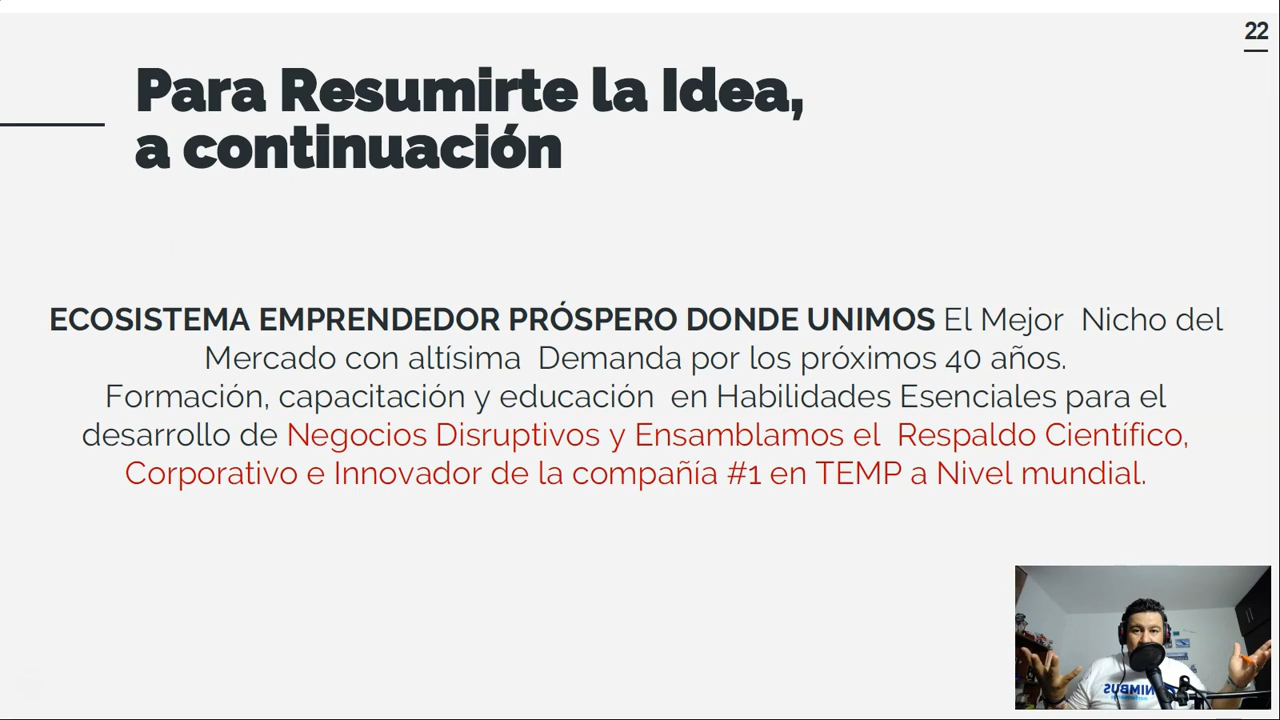 22
Para Resumirte la Idea,
a continuación
ECOSISTEMA EMPRENDEDOR PRÓSPERO DONDE UNIMOS El Mejor Nicho del
Mercado con altísima Demanda por los próximos 40 años.
Formación, capacitación y educación en Habilidades Esenciales para el
desarrollo de Negocios Disruptivos y Ensamblamos el Respaldo Científico,
Corporativo e Innovador de la compañía #1 en TEMP a Nivel mundial.
NIMBUS